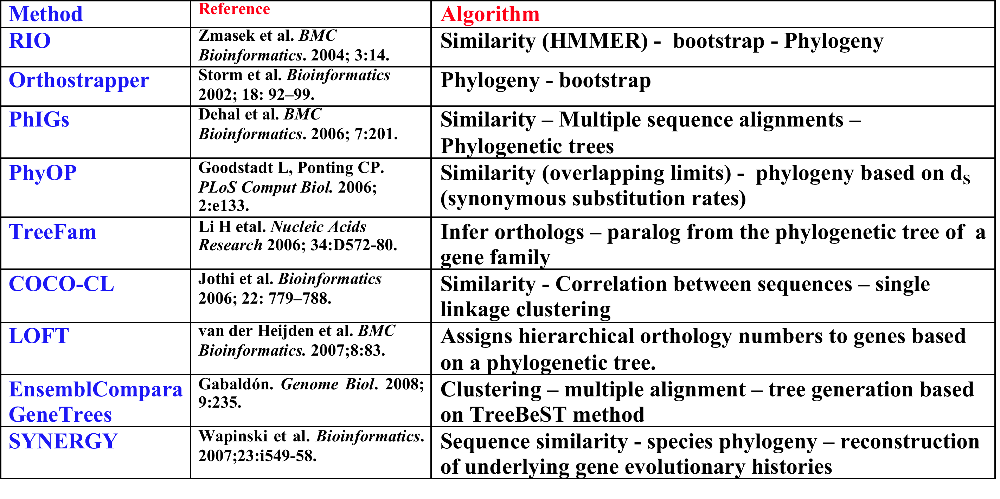 Method
Reference
Algorithm
RIO
Zmasek et al. BMC
Bioinformatics. 2004; 3:14.
Similarity (HMMER) - bootstrap - Phylogeny
Orthostrapper
Storm et al. Bioinformatics
2002; 18: 92–99.
Phylogeny - bootstrap
PhIGs
Dehal et al. BMC
Bioinformatics. 2006; 7:201.
Similarity – Multiple sequence alignments –
Phylogenetic trees
PhyOP
Goodstadt L, Ponting CP.
PLoS Comput Biol. 2006;
2:e133.
Similarity (overlapping limits) - phylogeny based on dS
(synonymous substitution rates)
TreeFam
Li H etal. Nucleic Acids
Research 2006; 34:D572-80.
Infer orthologs – paralog from the phylogenetic tree of a
gene family
COCO-CL
Jothi et al. Bioinformatics
2006; 22: 779–788.
Similarity - Correlation between sequences – single
linkage clustering
LOFT
van der Heijden et al. BMC
Bioinformatics. 2007;8:83.
Assigns hierarchical orthology numbers to genes based
on a phylogenetic tree.
EnsemblCompara
GeneTrees
Gabaldón. Genome Biol. 2008;
9:235.
Clustering – multiple alignment – tree generation based
on TreeBeST method
SYNERGY
Wapinski et al. Bioinformatics.
2007;23:i549-58.
Sequence similarity - species phylogeny – reconstruction
of underlying gene evolutionary histories